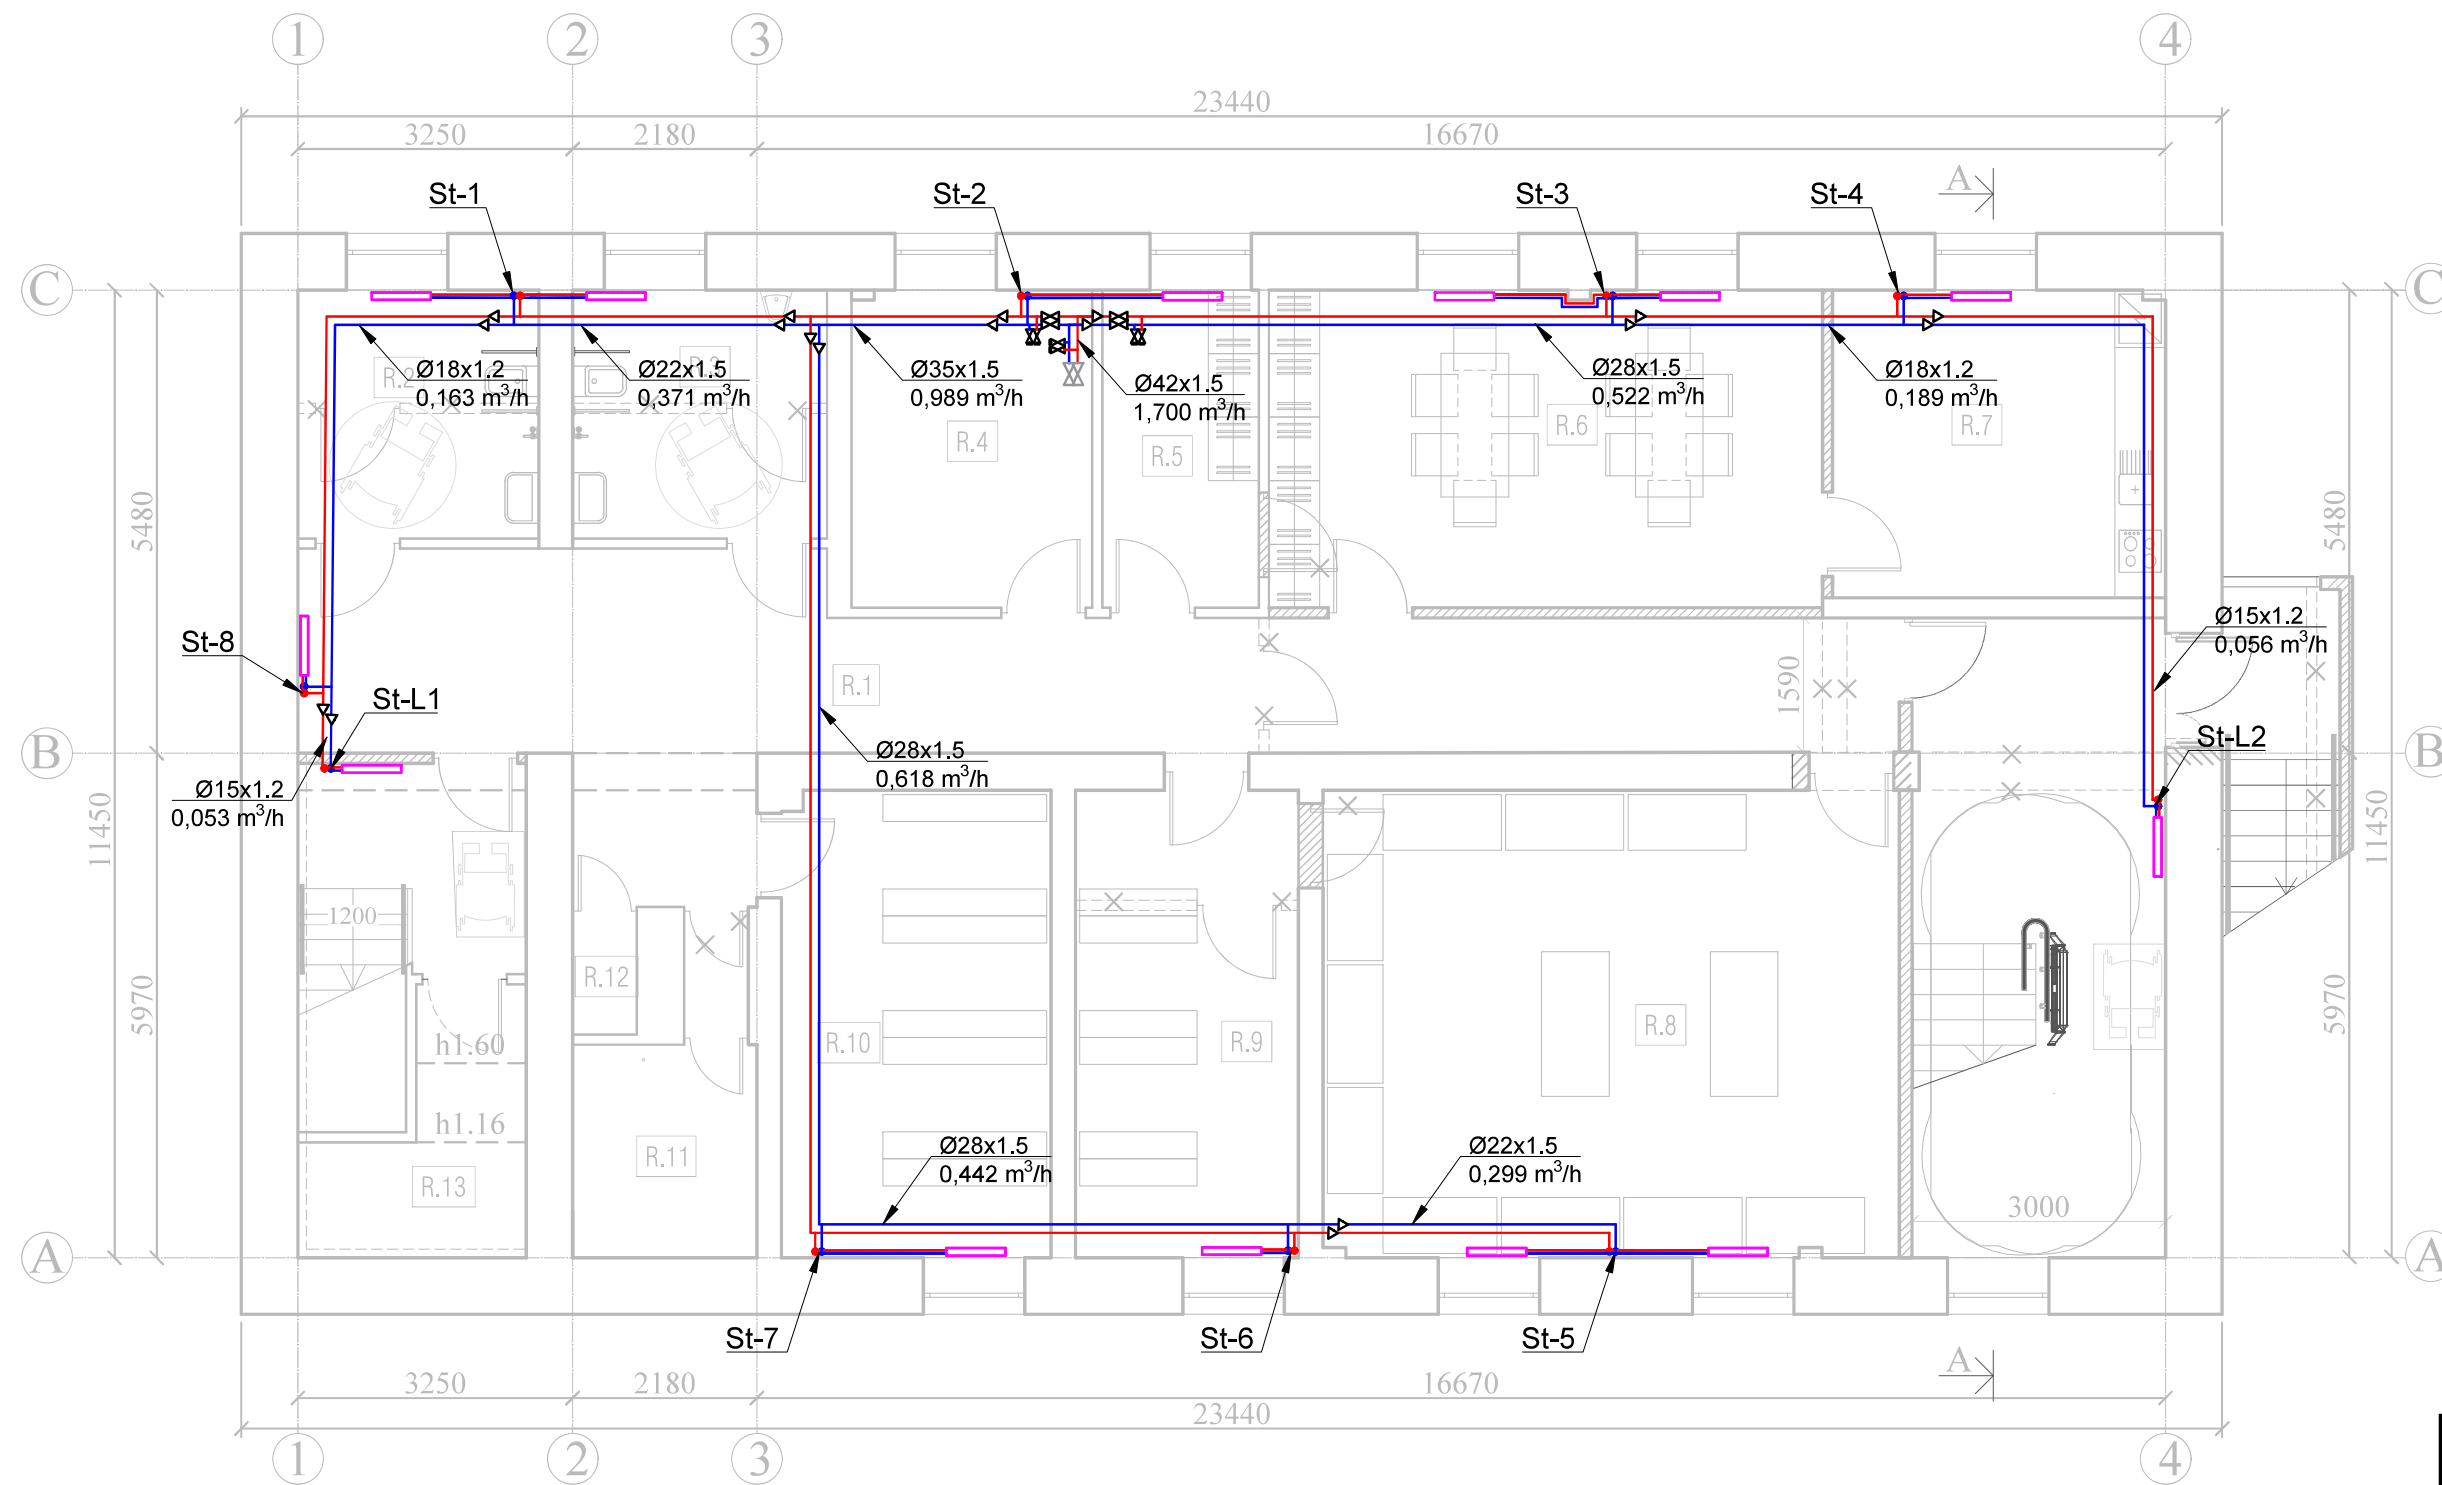 1 2 3 4
23440
3250 2180 16670
A
St-1 St-2 St-3 St-4
C C
Ø18x1.2
0,163 m³/h
Ø22x1.5
0,371 m³/h
Ø35x1.5
0,989 m³/h
Ø42x1.5
1,700 m³/h
Ø28x1.5
0,522 m³/h
Ø18x1.2
0,189 m³/h
R.2 R.3 R.4 R.5 R.6 R.7
5480 5480
St-8
St-L1
R.1
1590
Ø15x1.2
0,056 m³/h
St-L2
B B
Ø28x1.5
0,618 m³/h
Ø15x1.2
0,053 m³/h
11450 11450
1200
5970 5970
R.12
R.10 R.9 R.8
h1.60
h1.16
R.11
R.13
Ø28x1.5
0,442 m³/h
Ø22x1.5
0,299 m³/h
3000
A A
St-7 St-6 St-5
A
3250 2180 16670
23440
1 2 3 4